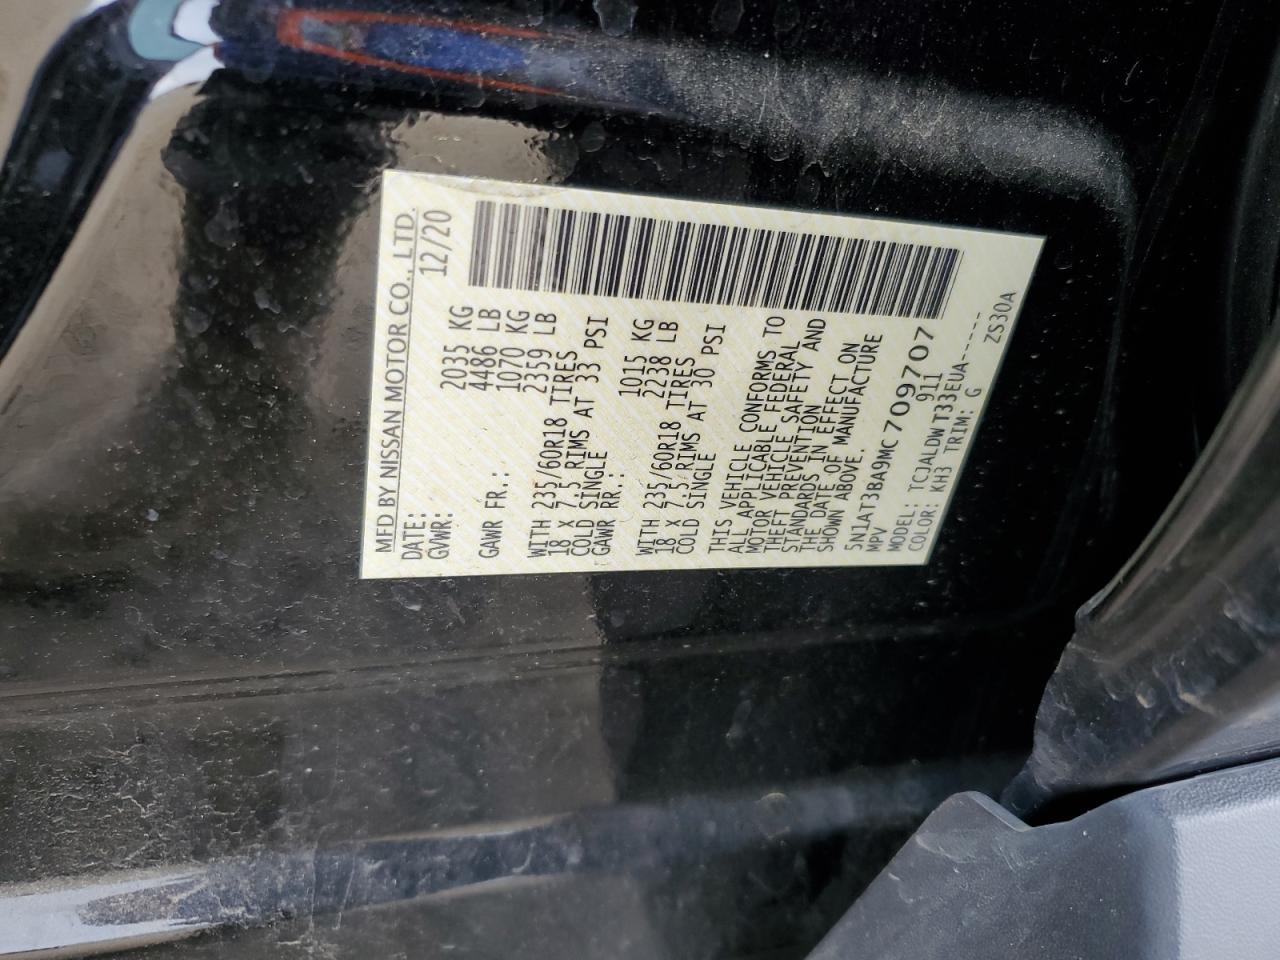 MFD BY NISSAN MOTOR CO., LTD.
DATE: 12/20
GVWR: 2035 KG
4486 LB
GAWR FR.: 1070 KG
2359 LB
WITH 235/60R18 TIRES
18 X 7.5 RIMS AT 33 PSI
COLD SINGLE
GAWR RR.: 1015 KG
2238 LB
WITH 235/60R18 TIRES
18 X 7.5 RIMS AT 30 PSI
COLD SINGLE
THIS VEHICLE CONFORMS TO
ALL APPLICABLE FEDERAL
MOTOR VEHICLE SAFETY AND
THEFT PREVENTION
STANDARDS IN EFFECT ON
THE DATE OF MANUFACTURE
SHOWN ABOVE.
5N1AT3BA9MC709707
MPV 911
MODEL: TCJALDWT33EUA-----
COLOR: KH3 TRIM: G ZS30A